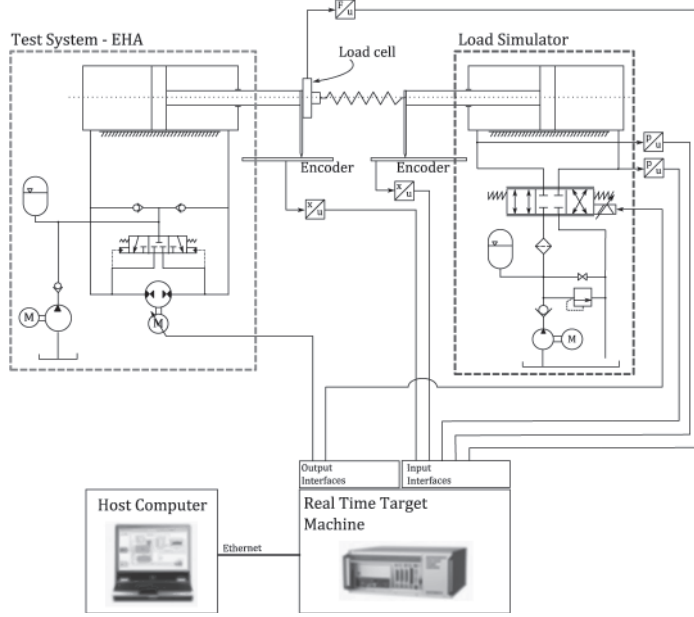 F
u
Test System - EHA
Load cell
Load Simulator
p
u
p
u
Encoder
Encoder
x
u
x
u
M
M
M
Output
Interfaces
Input
Interfaces
Host Computer
Real Time Target
Machine
Ethernet